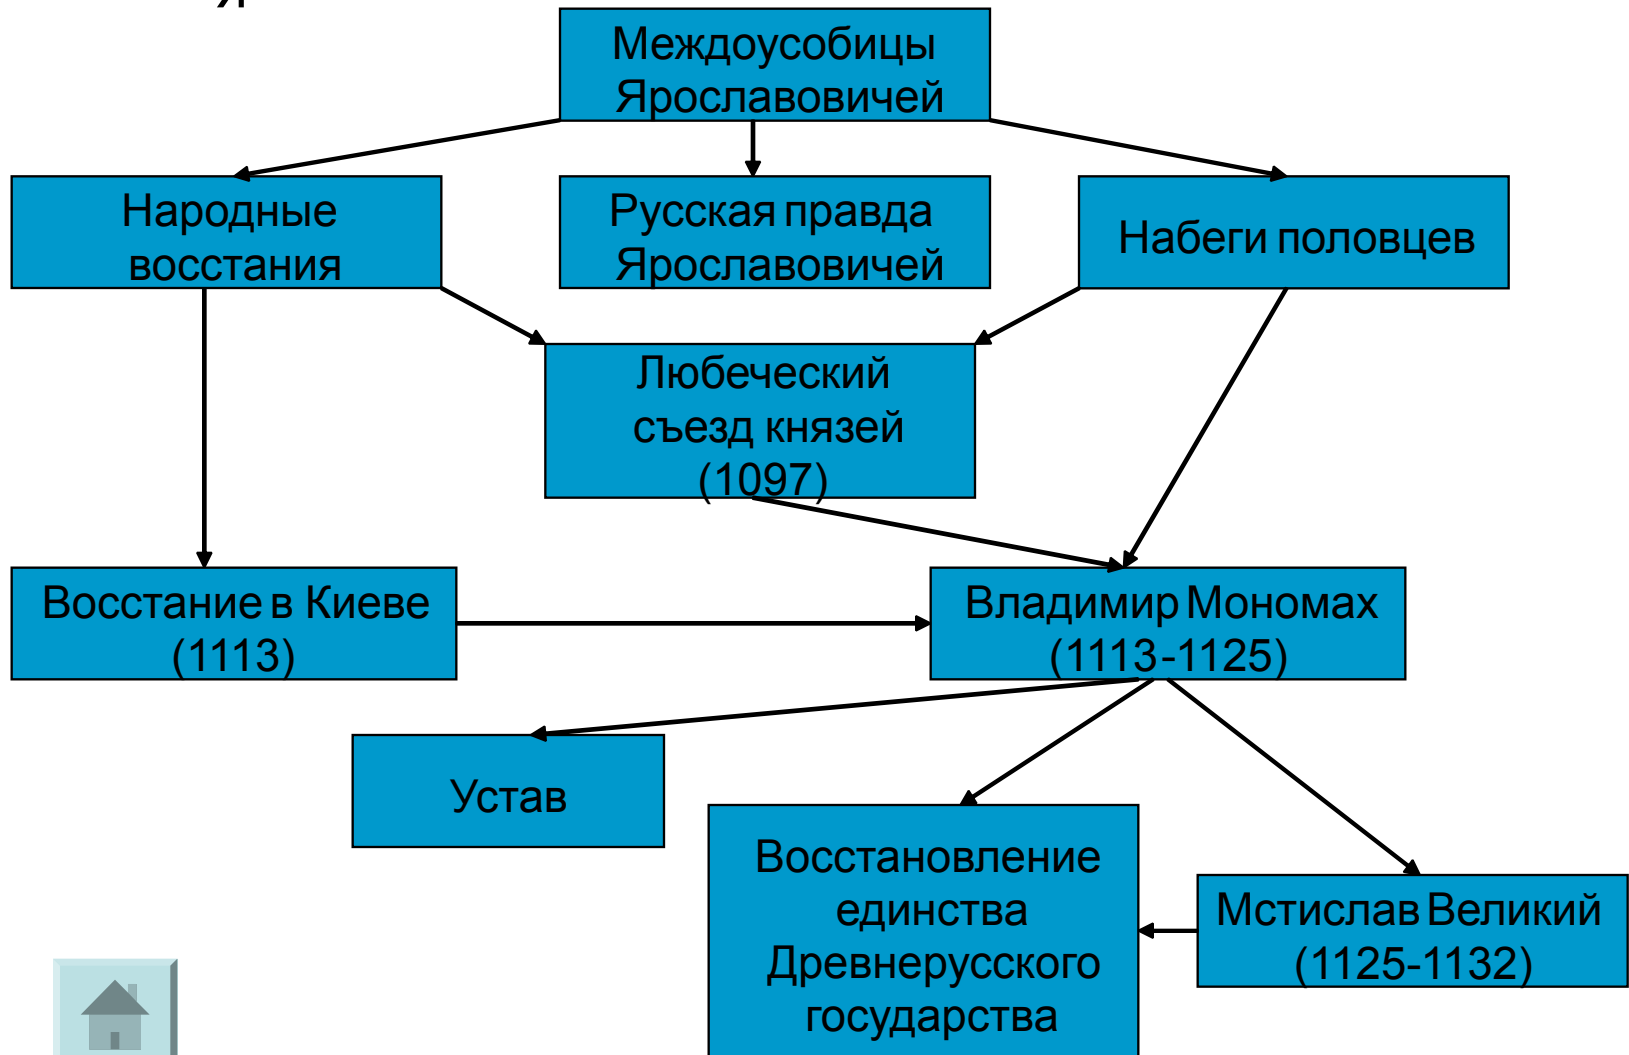 Междоусобицы
Ярославовичей
Народные
восстания
Русская правда
Ярославовичей
Набеги половцев
Любеческий
съезд князей
(1097)
Восстание в Киеве
(1113)
Владимир Мономах
(1113-1125)
Устав
Восстановление
единства
Древнерусского
государства
Мстислав Великий
(1125-1132)